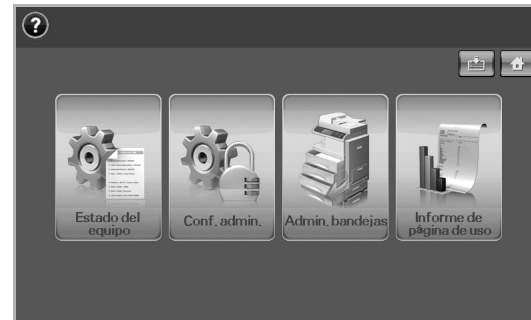 ?
Estado del
equipo
Conf. admin.
Admin. bandejas
Informe de
página de uso